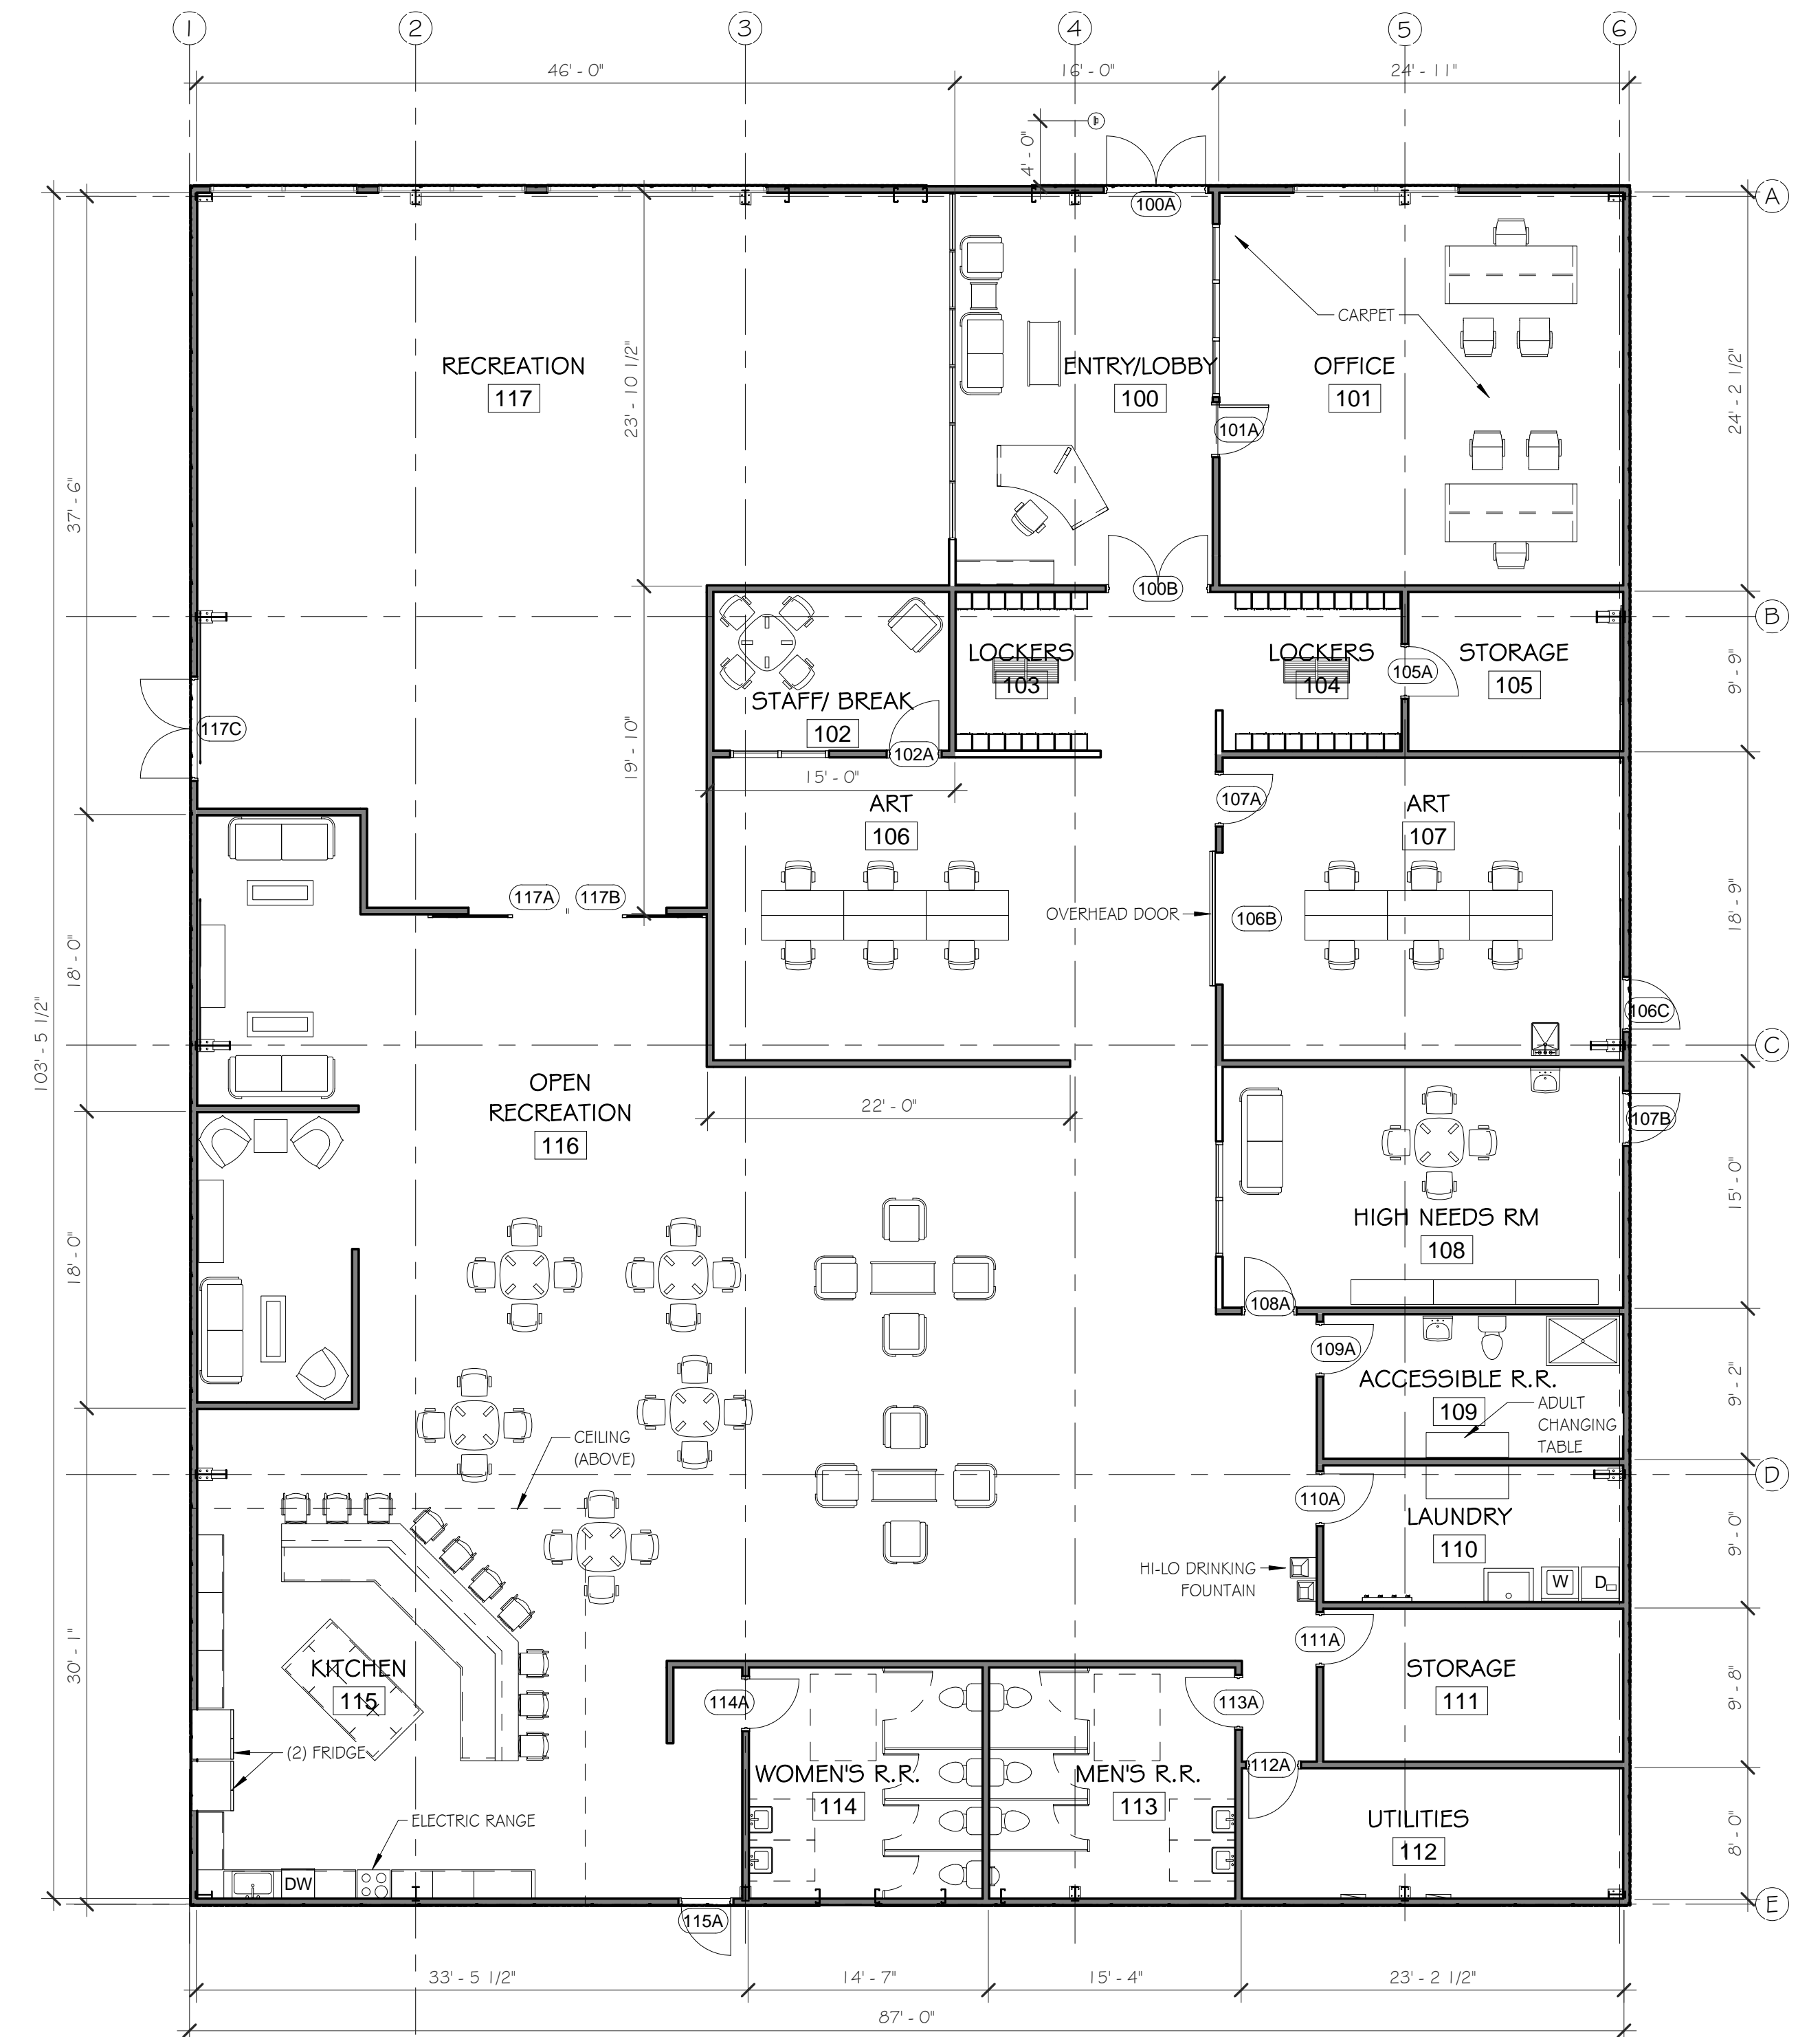 1 2 3 4 5 6
46' - 0" 16' - 0" 24' - 11"
4' - 0"
A
100A
CARPET
RECREATION
117
ENTRY/LOBBY
100
OFFICE
101
101A
23' - 10 1/2"
24' - 2 1/2"
37' - 6"
100B
B
LOCKERS
103
LOCKERS
104
105A
STORAGE
105
9' - 9"
STAFF/ BREAK
102
102A
117C
19' - 10"
15' - 0"
ART
106
107A
ART
107
117A 117B
OVERHEAD DOOR
106B
18' - 9"
18' - 0"
106C
103' - 5 1/2"
C
OPEN
RECREATION
116
22' - 0"
107B
HIGH NEEDS RM
108
15' - 0"
18' - 0"
108A
109A
ACCESSIBLE R.R.
109
ADULT
CHANGING
TABLE
9' - 2"
CEILING
(ABOVE)
D
110A
LAUNDRY
110
9' - 0"
HI-LO DRINKING
FOUNTAIN
W D
111A
STORAGE
111
9' - 8"
30' - 1"
KITCHEN
115
(2) FRIDGE
114A
113A
112A
WOMEN'S R.R.
114
MEN'S R.R.
113
UTILITIES
112
8' - 0"
ELECTRIC RANGE
DW
E
115A
33' - 5 1/2" 14' - 7" 15' - 4" 23' - 2 1/2"
87' - 0"